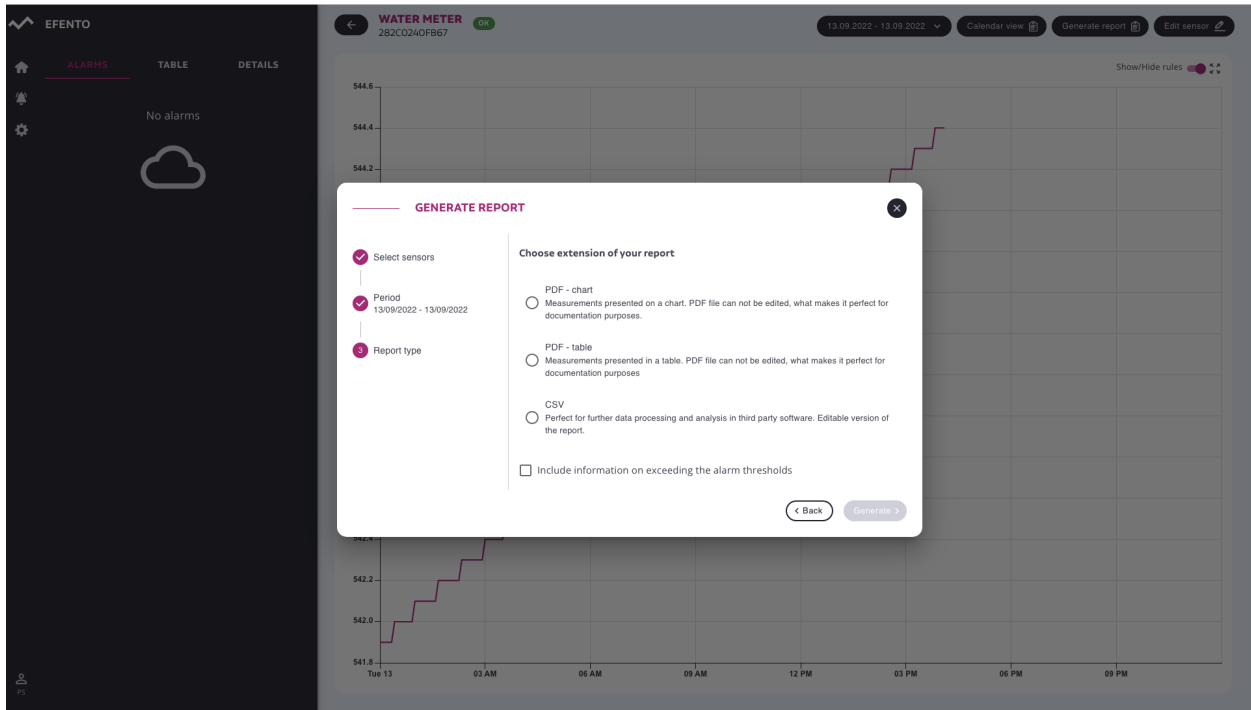 EFENTO
WATER METER OK
282C0240FB67
13.09.2022 - 13.09.2022
Calendar view
Generate report
Edit sensor
ALARMS TABLE DETAILS
No alarms
Show/Hide rules
544.6
544.4
544.2
GENERATE REPORT
Select sensors
Period
13/09/2022 - 13/09/2022
3 Report type
Choose extension of your report
PDF - chart
Measurements presented on a chart. PDF file can not be edited, what makes it perfect for
documentation purposes.
PDF - table
Measurements presented in a table. PDF file can not be edited, what makes it perfect for
documentation purposes
CSV
Perfect for further data processing and analysis in third party software. Editable version of
the report.
Include information on exceeding the alarm thresholds
< Back
Generate >
542.4
542.2
542.0
541.8
Tue 13 03 AM 06 AM 09 AM 12 PM 03 PM 06 PM 09 PM
PS